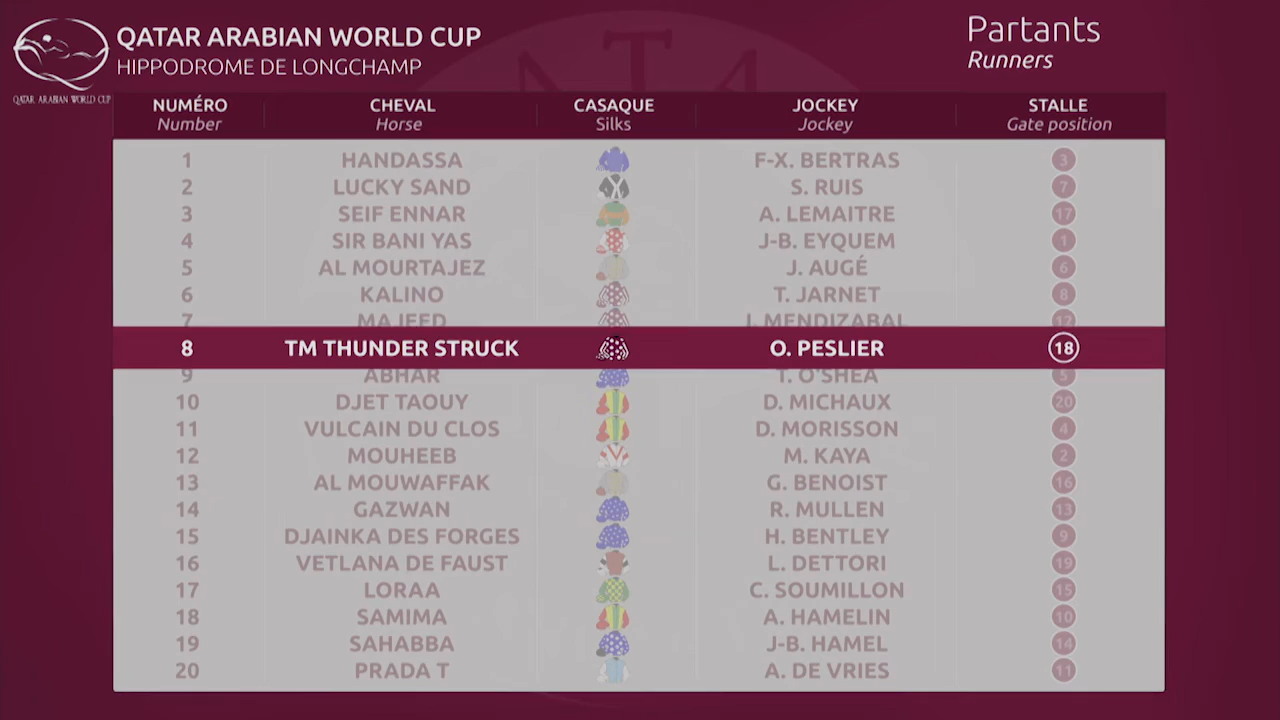 QATAR ARABIAN WORLD CUP
HIPPODROME DE LONGCHAMP
QATAR ARABIAN WORLD CUP
Partants
Runners
NUMÉRO CHEVAL CASAQUE JOCKEY STALLE
Number Horse Silks Jockey Gate position
1 HANDASSA F-X. BERTRAS 3
2 LUCKY SAND S. RUIS 7
3 SEIF ENNAR A. LEMAITRE 17
4 SIR BANI YAS J-B. EYQUEM 1
5 AL MOURTAJEZ J. AUGÉ 6
6 KALINO T. JARNET 8
7 MAJEED I. MENDIZABAL 12
8 TM THUNDER STRUCK O. PESLIER 18
9 ABHAR T. O'SHEA 5
10 DJET TAOUY D. MICHAUX 20
11 VULCAIN DU CLOS D. MORISSON 4
12 MOUHEEB M. KAYA 2
13 AL MOUWAFFAK G. BENOIST 16
14 GAZWAN R. MULLEN 13
15 DJAINKA DES FORGES H. BENTLEY 9
16 VETLANA DE FAUST L. DETTORI 19
17 LORAA C. SOUMILLON 15
18 SAMIMA A. HAMELIN 10
19 SAHABBA J-B. HAMEL 14
20 PRADA T A. DE VRIES 11